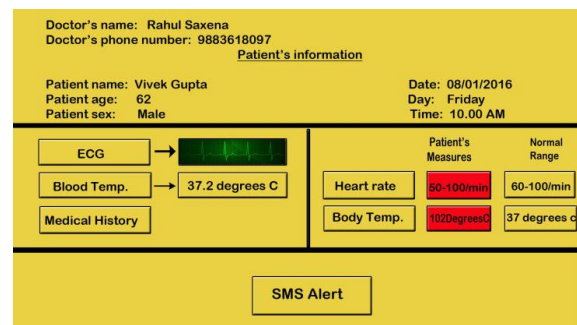 Doctor's name: Rahul Saxena
Doctor's phone number: 9883618097
Patient's information
Patient name: Vivek Gupta
Patient age: 62
Patient sex: Male
Date: 08/01/2016
Day: Friday
Time: 10.00 AM
ECG
Blood Temp. 37.2 degrees C
Medical History
Patient's Measures
Normal Range
Heart rate 50-100/min 60-100/min
Body Temp. 102DegreesC 37 degrees c
SMS Alert